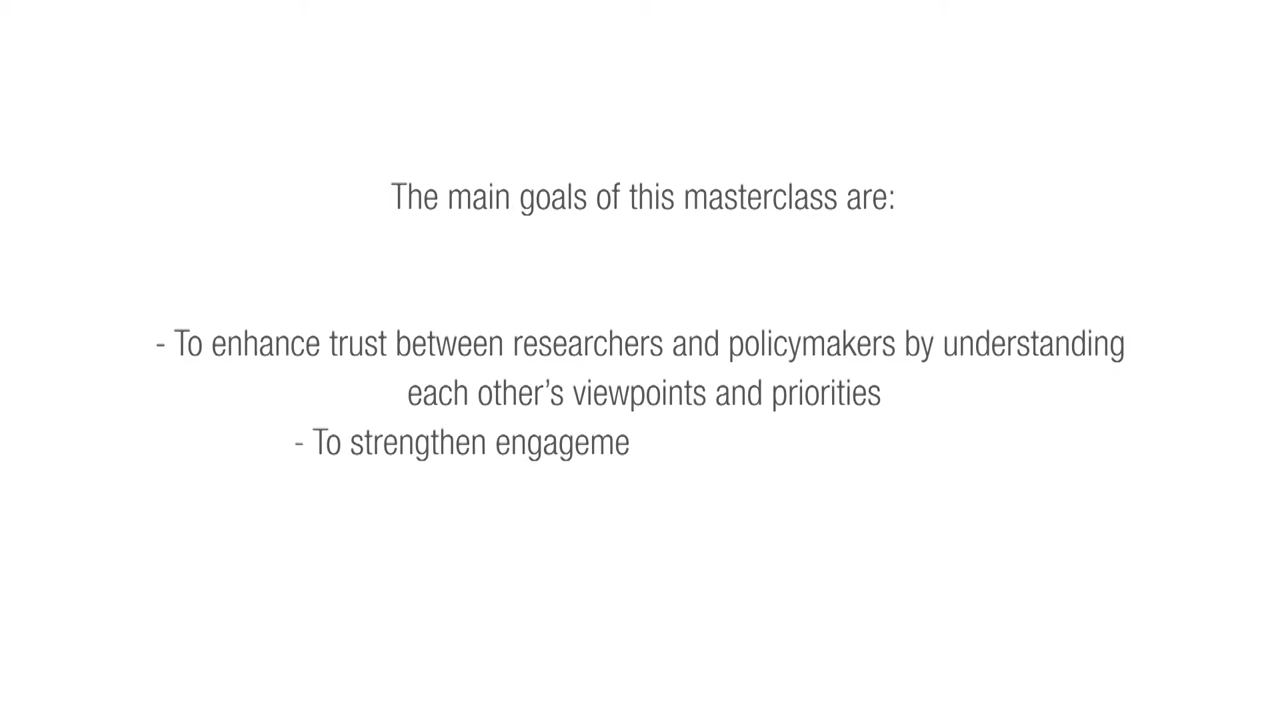 The main goals of this masterclass are:
- To enhance trust between researchers and policymakers by understanding
each other’s viewpoints and priorities
- To strengthen engageme